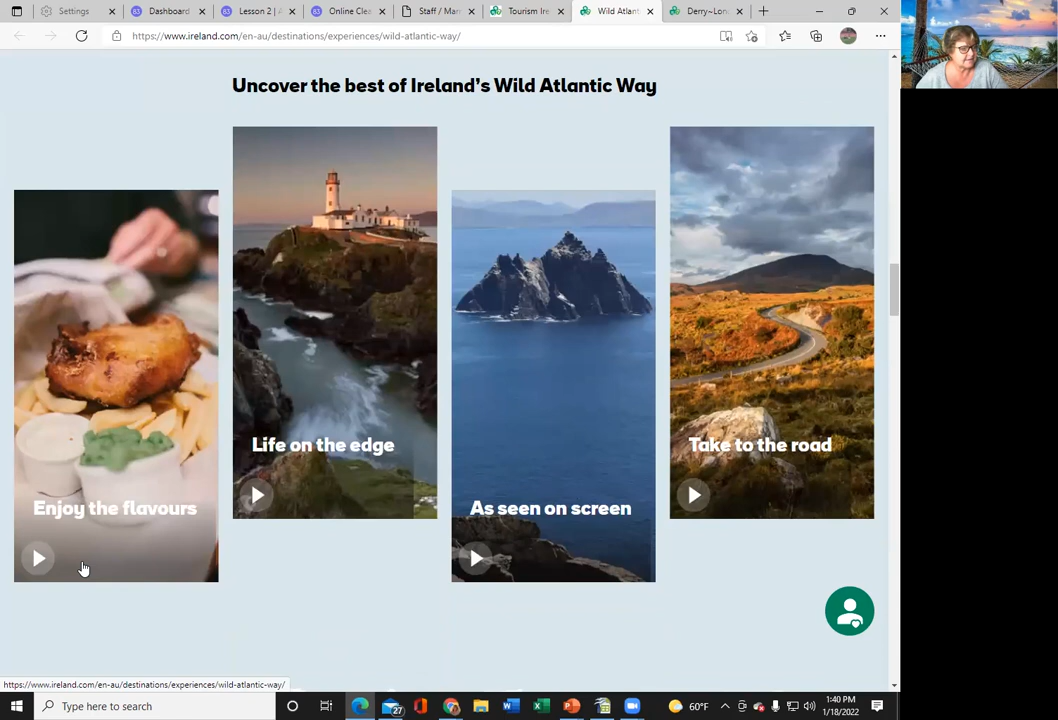 Settings
Dashboard
Lesson 2 | A
Online Clea
Staff / Man
Tourism Ire
Wild Atlant
Derry~Lon
https://www.ireland.com/en-au/destinations/experiences/wild-atlantic-way/
Uncover the best of Ireland's Wild Atlantic Way
Life on the edge
Take to the road
Enjoy the flavours
As seen on screen
https://www.ireland.com/en-au/destinations/experiences/wild-atlantic-way/
Type here to search
27
60°F
1:40 PM
1/18/2022